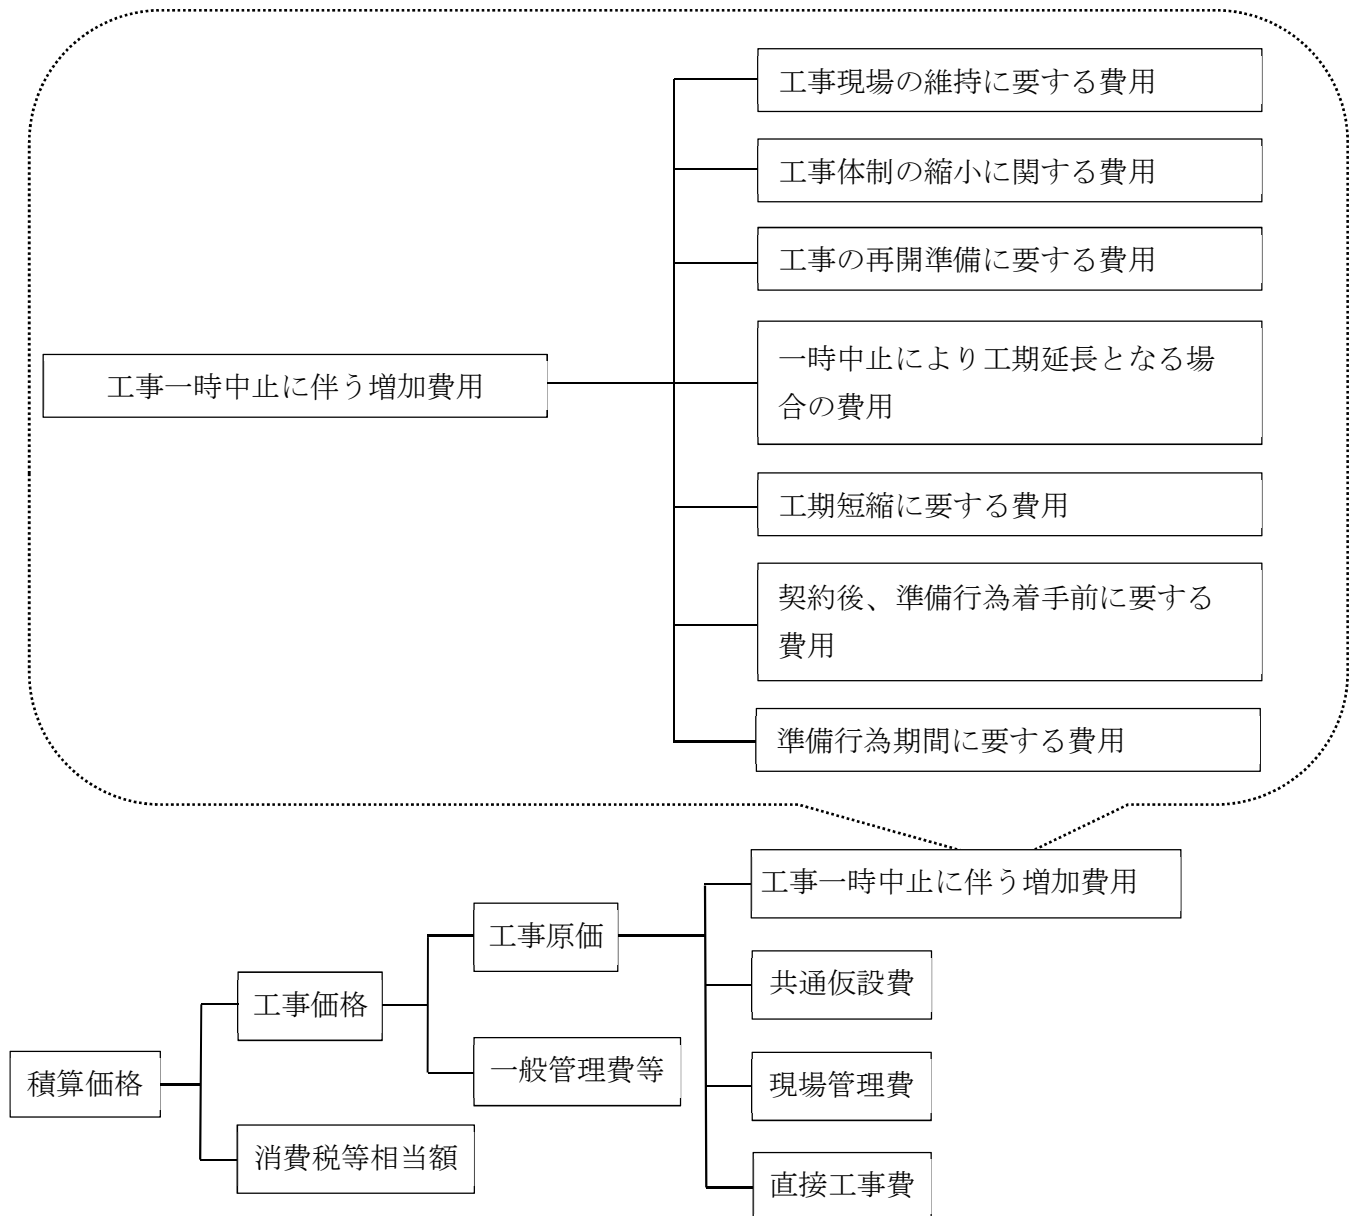 工事現場の維持に要する費用
工事体制の縮小に関する費用
工事の再開準備に要する費用
工事一時中止に伴う増加費用
一時中止により工期延長となる場
合の費用
工期短縮に要する費用
契約後、準備行為着手前に要する
費用
準備行為期間に要する費用
工事一時中止に伴う増加費用
工事原価
共通仮設費
工事価格
一般管理費等
現場管理費
積算価格
消費税等相当額
直接工事費